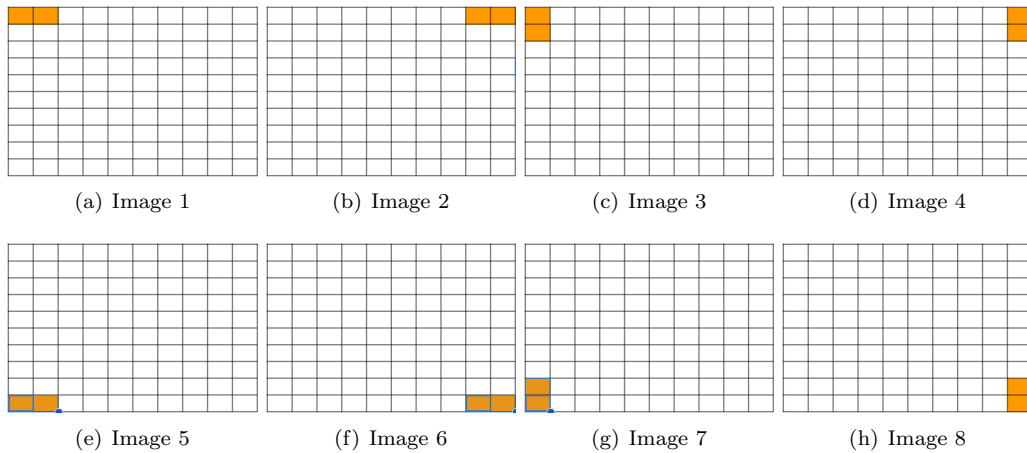 (a) Image 1
(b) Image 2
(c) Image 3
(d) Image 4
(e) Image 5
(f) Image 6
(g) Image 7
(h) Image 8